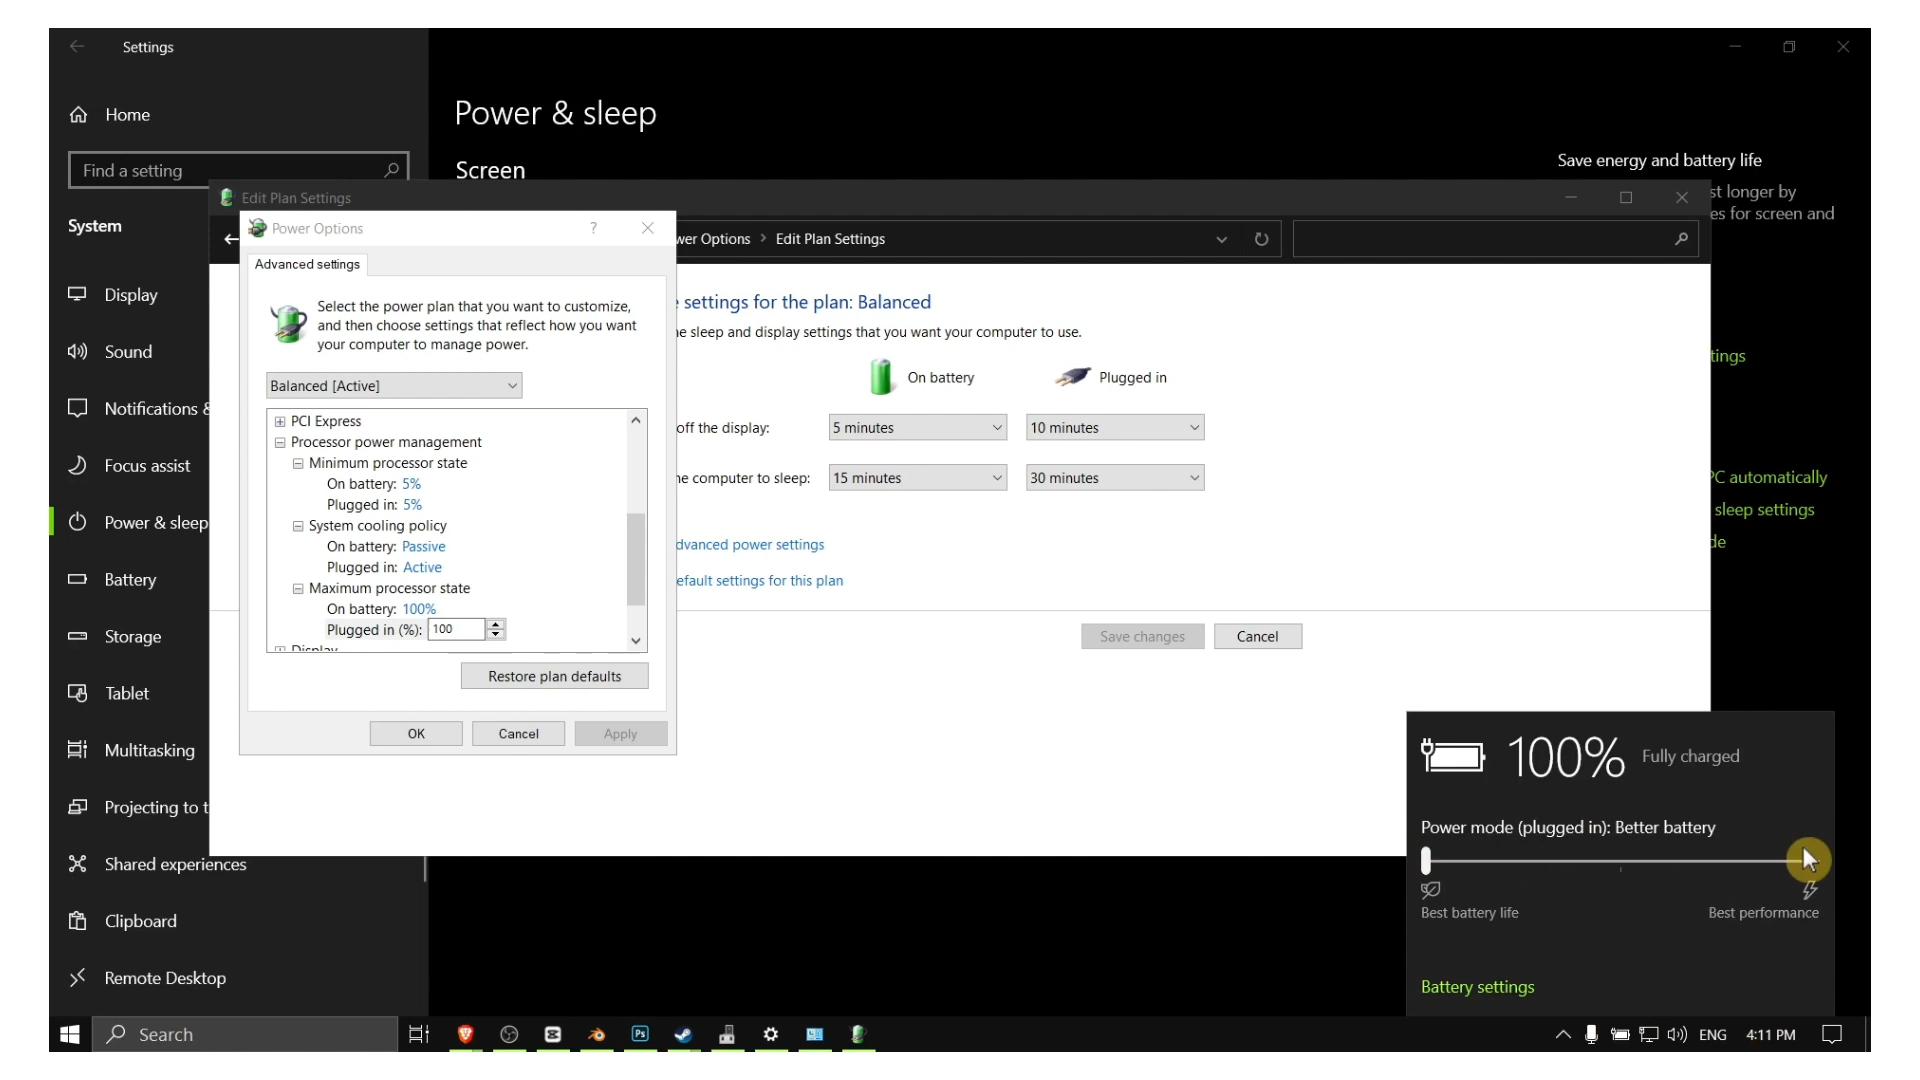 Settings
Home
Find a setting
System
Display
Sound
Notifications &
Focus assist
Power & sleep
Battery
Storage
Tablet
Multitasking
Projecting to t
Shared experiences
Clipboard
Remote Desktop
Power & sleep
Screen
Save energy and battery life
st longer by
es for screen and
tings
PC automatically
sleep settings
de
Edit Plan Settings
wer Options > Edit Plan Settings
settings for the plan: Balanced
he sleep and display settings that you want your computer to use.
On battery
Plugged in
off the display:
5 minutes
10 minutes
he computer to sleep:
15 minutes
30 minutes
dvanced power settings
efault settings for this plan
Save changes
Cancel
Power Options
?
Advanced settings
Select the power plan that you want to customize,
and then choose settings that reflect how you want
your computer to manage power.
Balanced [Active]
PCI Express
Processor power management
Minimum processor state
On battery: 5%
Plugged in: 5%
System cooling policy
On battery: Passive
Plugged in: Active
Maximum processor state
On battery: 100%
Plugged in (%): 100
Display
Restore plan defaults
OK
Cancel
Apply
100% Fully charged
Power mode (plugged in): Better battery
Best battery life
Best performance
Battery settings
Search
Ps
ENG
4:11 PM